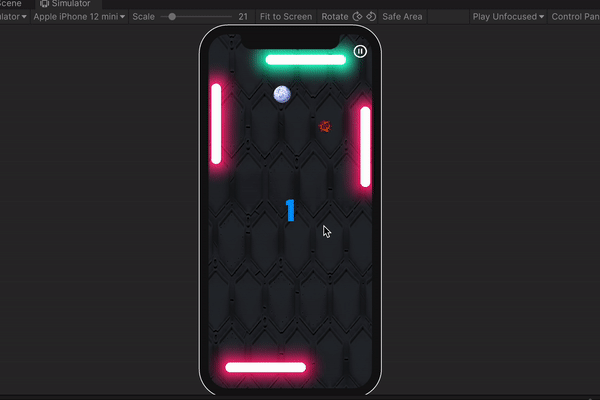 Scene Simulator
lator Apple iPhone 12 mini Scale 21 Fit to Screen Rotate Safe Area Play Unfocused Control Pan
1